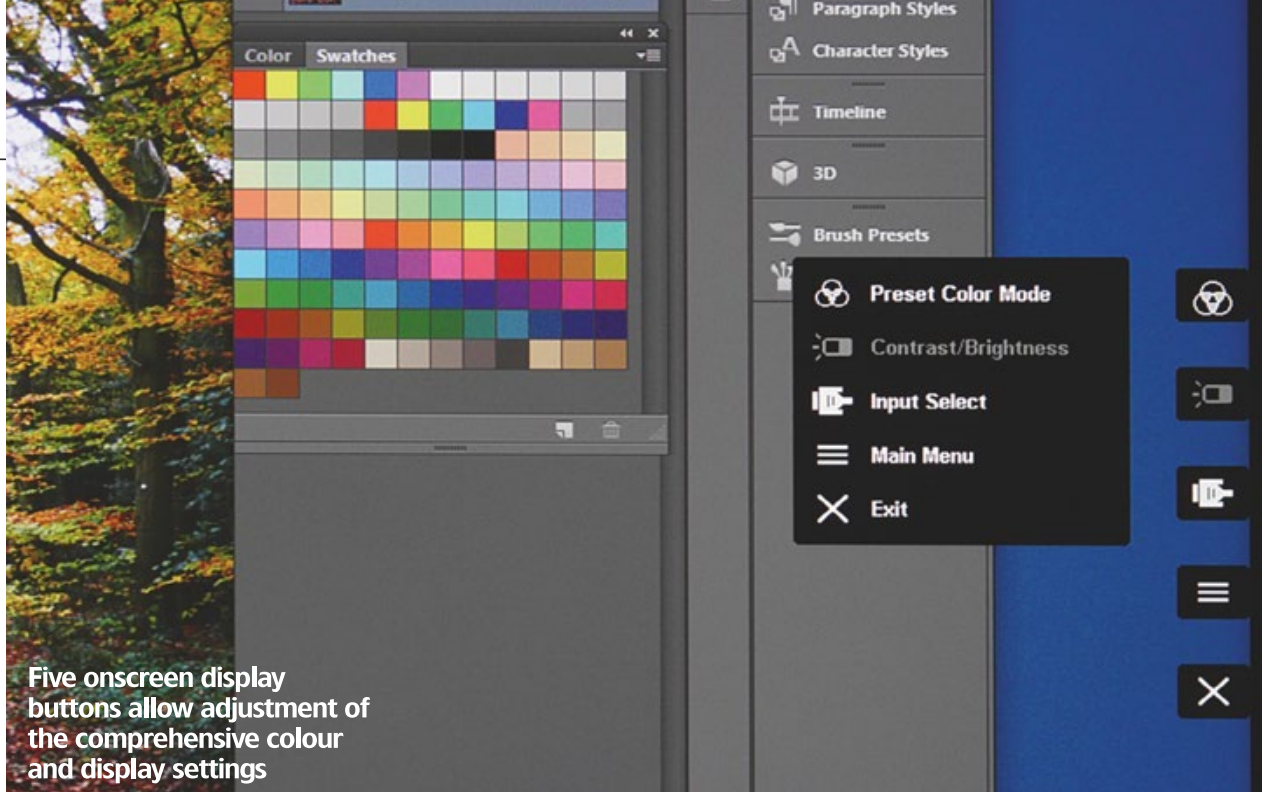 Paragraph Styles
Character Styles
Color Swatches
Timeline
3D
Brush Presets
Preset Color Mode
Contrast/Brightness
Input Select
Main Menu
Exit
Five onscreen display
buttons allow adjustment of
the comprehensive colour
and display settings